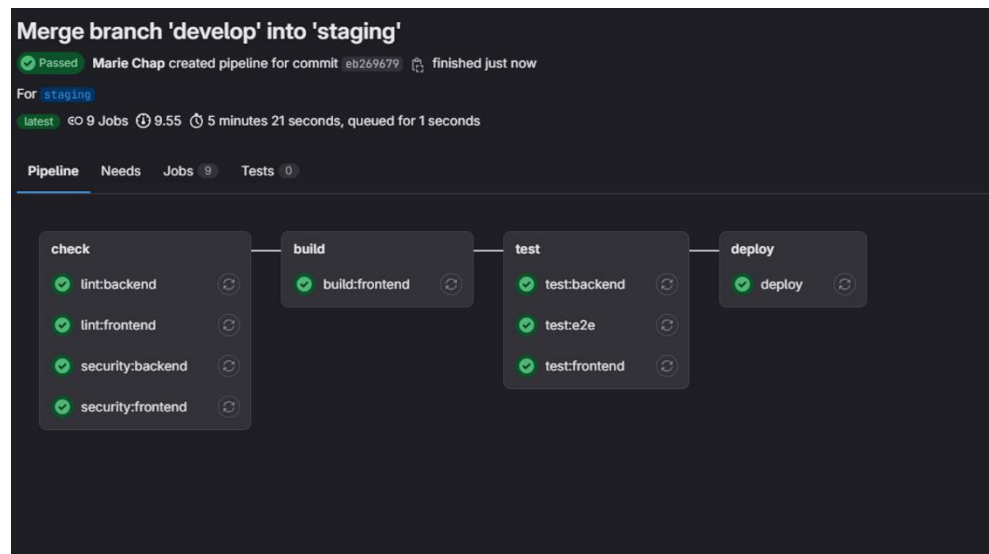 Merge branch 'develop' into 'staging'
Passed Marie Chap created pipeline for commit eb269679 finished just now
For staging
latest 9 Jobs 9.55 5 minutes 21 seconds, queued for 1 seconds
Pipeline Needs Jobs 9 Tests 0
check
lint:backend
lint:frontend
security:backend
security:frontend
build
build:frontend
test
test:backend
test:e2e
test:frontend
deploy
deploy